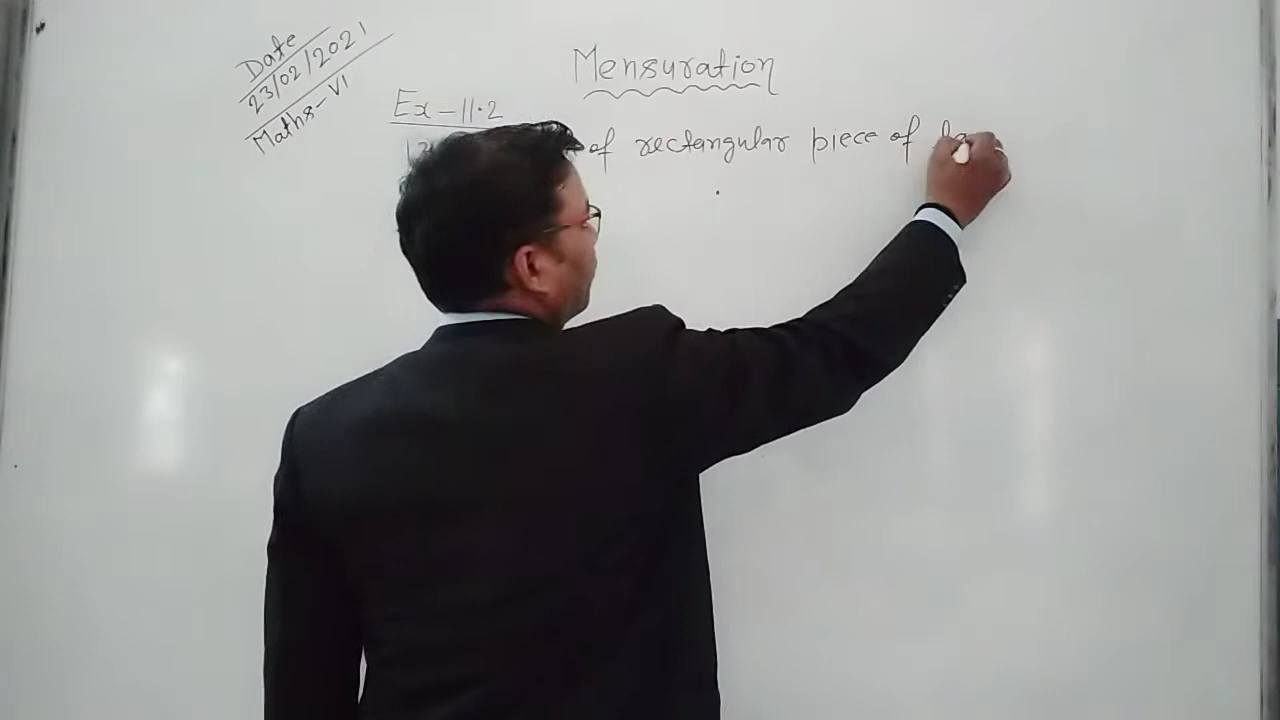 Date
23/02/2021
Maths-VI
Mensuration
Ex-11.2
of rectangular piece of